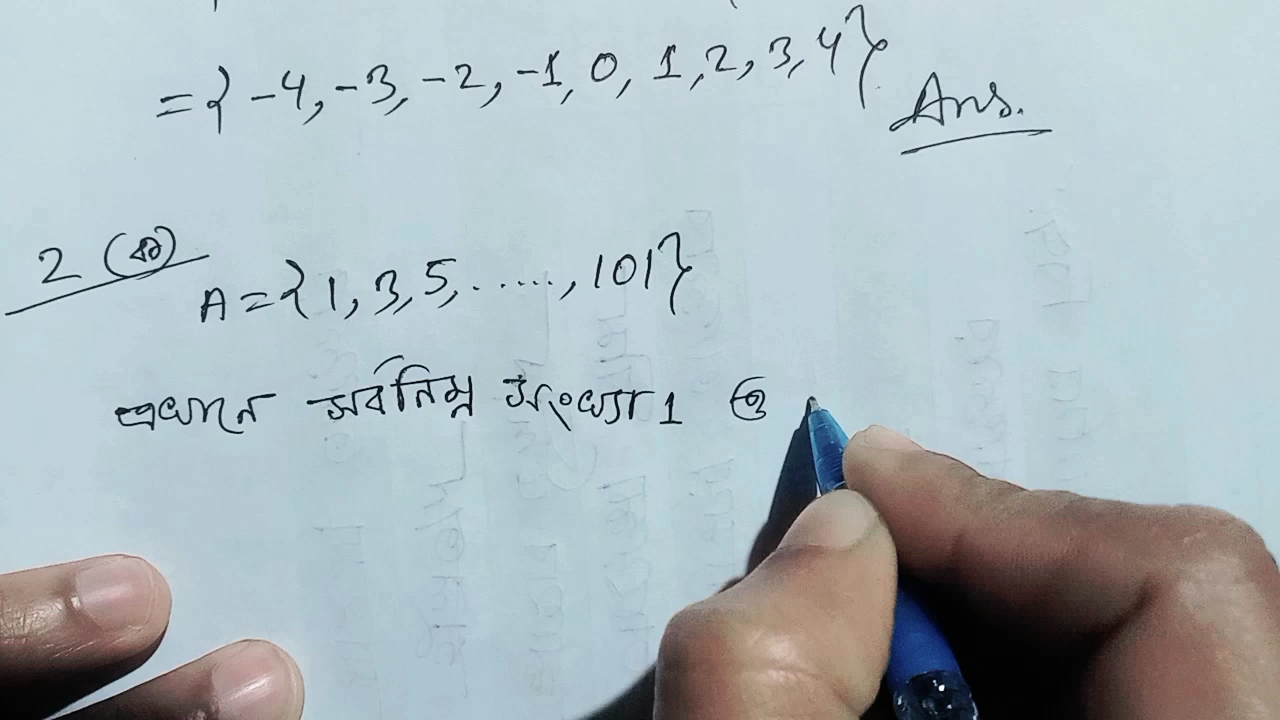 = { -4, -3, -2, -1, 0, 1, 2, 3, 4 } Ans.
2 (ক)
A = { 1, 3, 5, ......, 101 }
এখানে সর্বনিম্ন সংখ্যা 1 ও